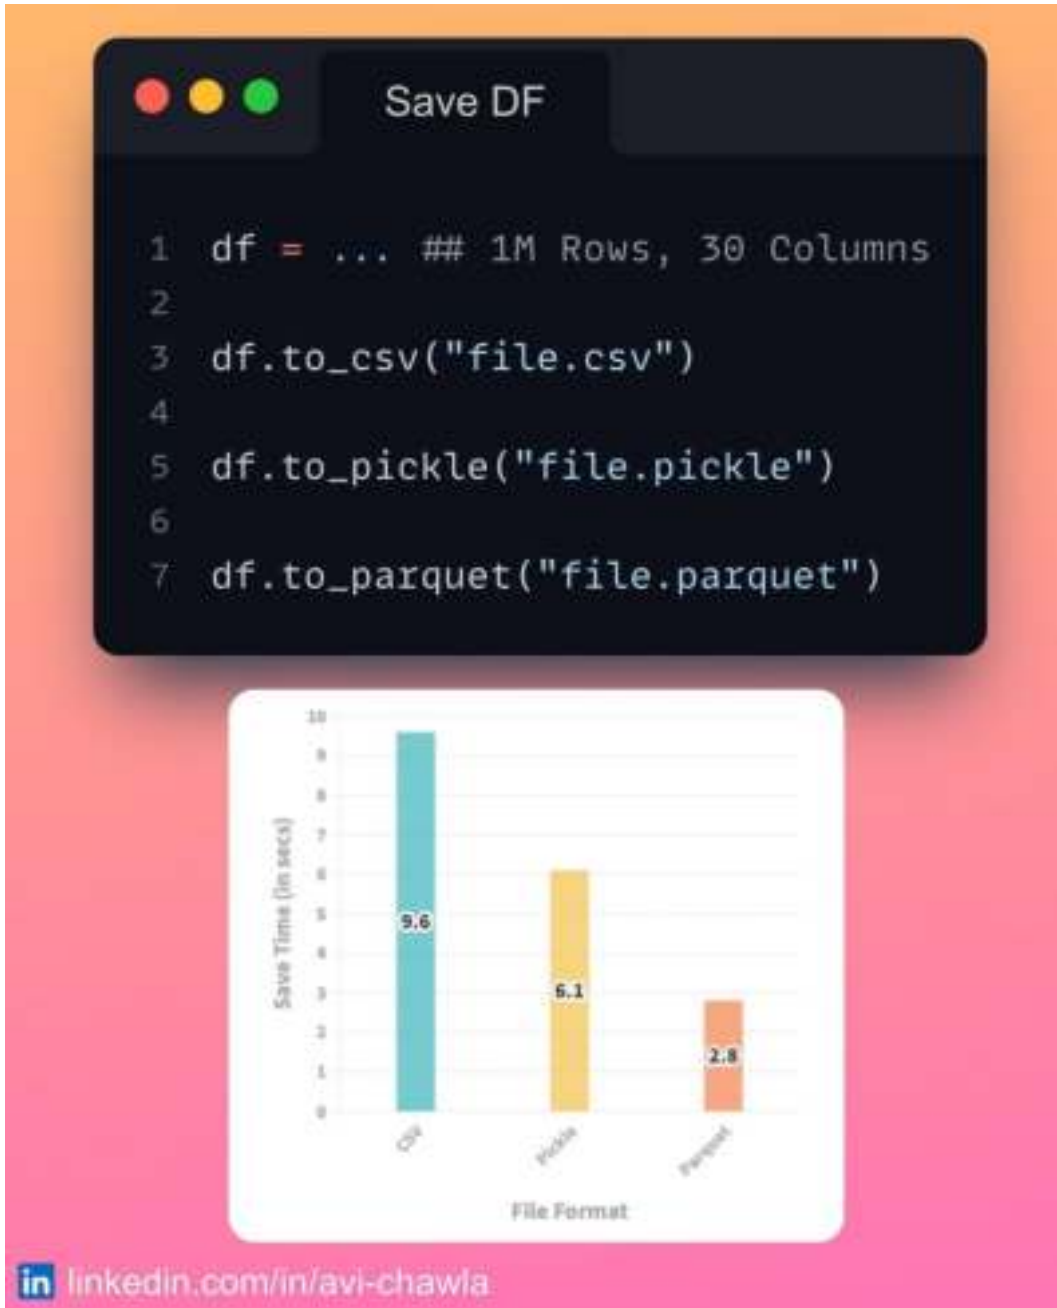 Save DF
1 df = ... ## 1M Rows, 30 Columns
2
3 df.to_csv("file.csv")
4
5 df.to_pickle("file.pickle")
6
7 df.to_parquet("file.parquet")
10
9
8
7
6
5
4
3
2
1
0
Save Time (in secs)
9.6
6.1
2.8
CSV
Pickle
Parquet
File Format
in linkedin.com/in/avi-chawla